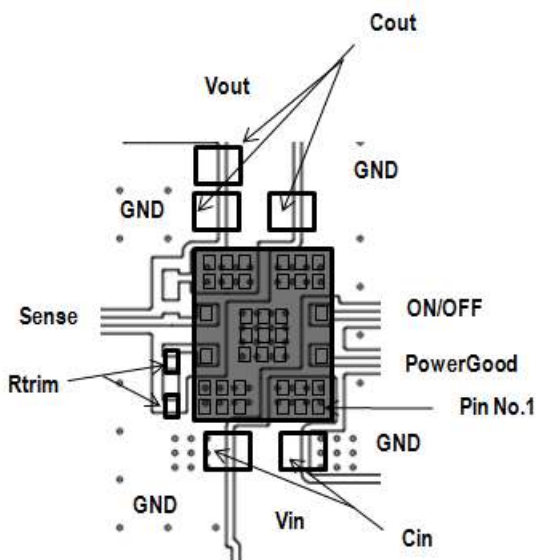 Cout
Vout
GND
GND
Sense
ON/OFF
PowerGood
Rtrim
Pin No.1
GND
GND
Vin
Cin